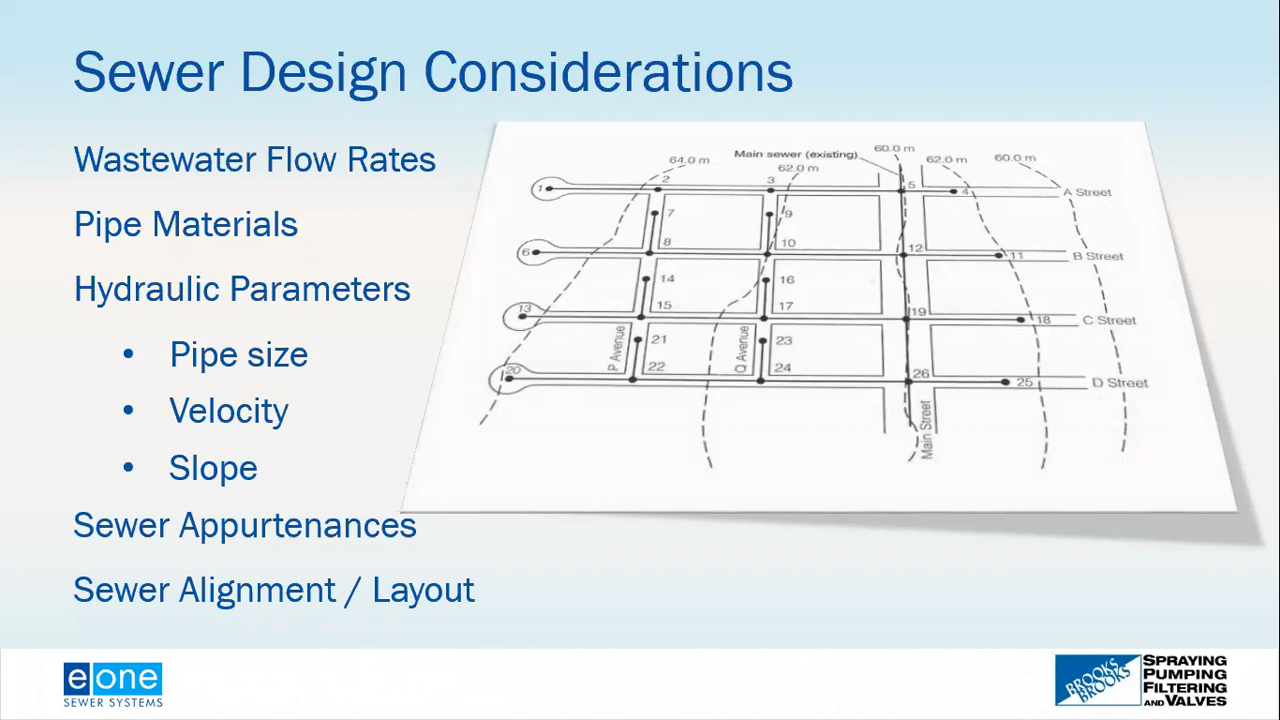 Sewer Design Considerations
Wastewater Flow Rates
Pipe Materials
Hydraulic Parameters
• Pipe size
• Velocity
• Slope
Sewer Appurtenances
Sewer Alignment / Layout
64.0 m
Main sewer (existing)
62.0 m
60.0 m
62.0 m
60.0 m
1
2
3
5
4
A Street
7
9
6
8
10
12
11
B Street
14
16
13
15
17
19
18
C Street
P Avenue
21
Q Avenue
23
20
22
24
26
25
D Street
Main Street
e one
SEWER SYSTEMS
BROOKS
BROOKS
SPRAYING
PUMPING
FILTERING
AND VALVES